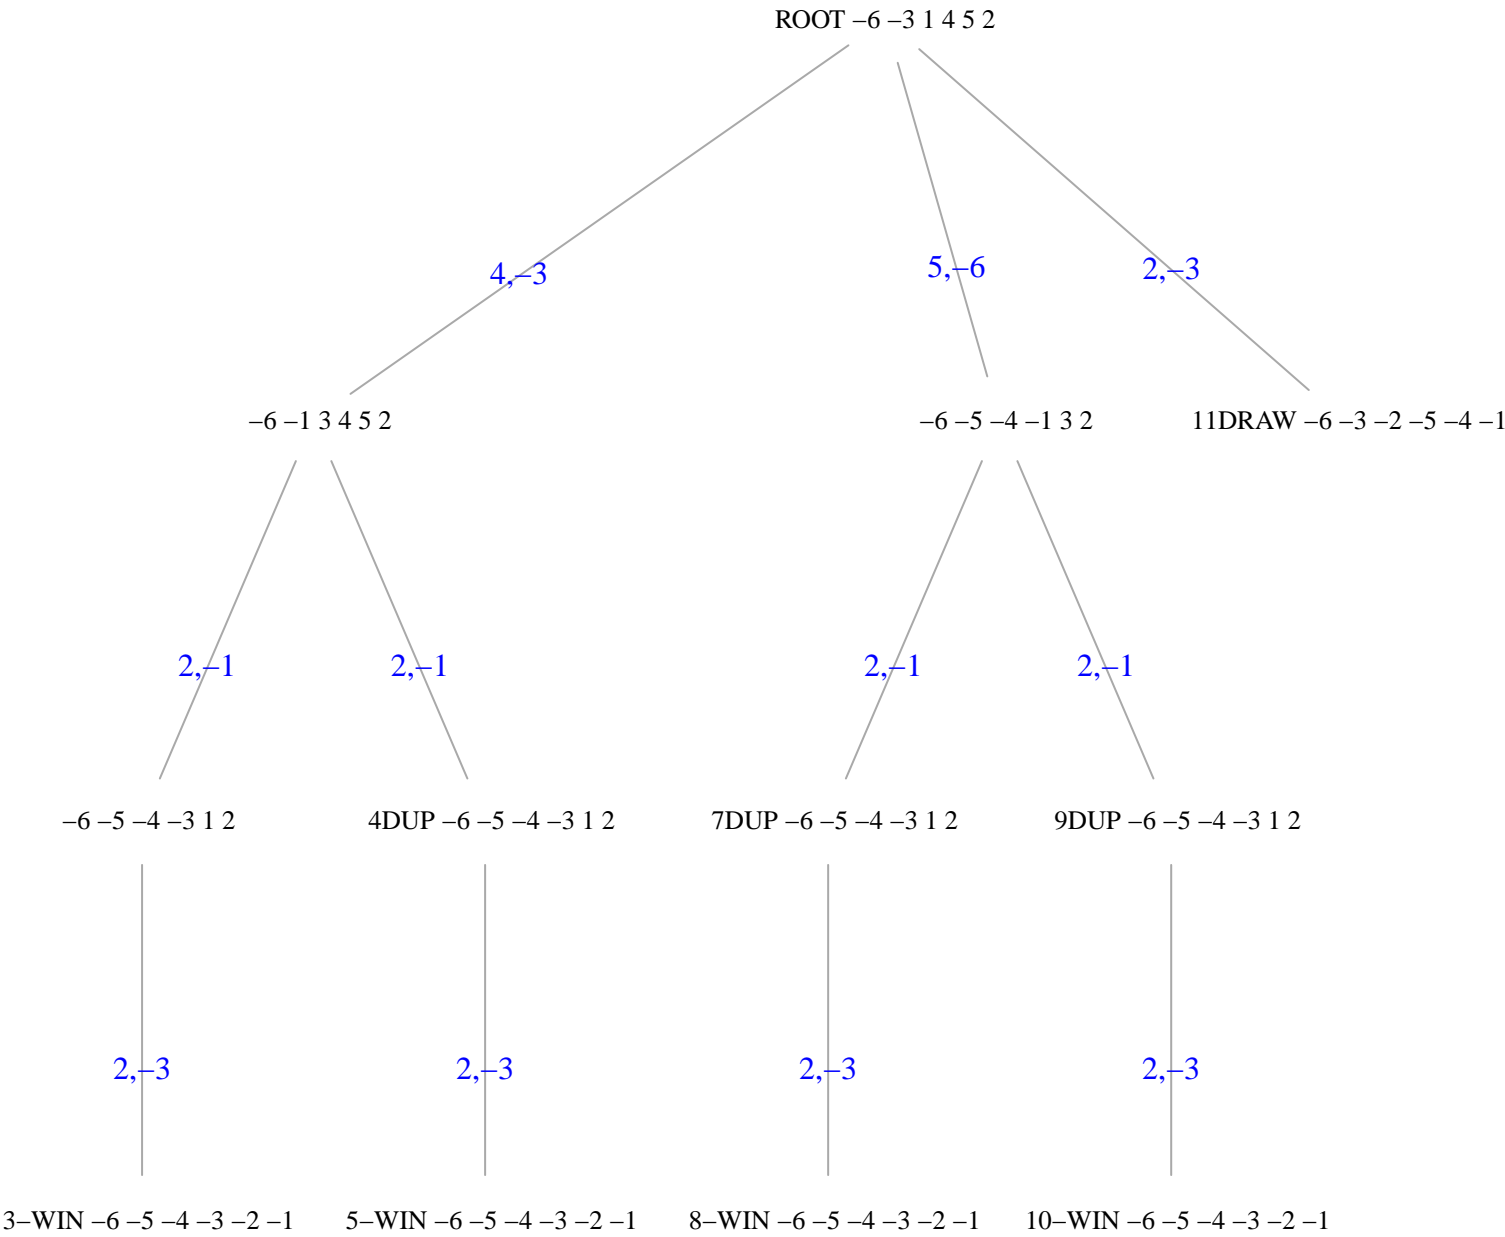 ROOT –6 –3 1 4 5 2
4,–3
5,–6
2,–3
–6 –1 3 4 5 2
–6 –5 –4 –1 3 2
11DRAW –6 –3 –2 –5 –4 –1
2,–1
2,–1
2,–1
2,–1
–6 –5 –4 –3 1 2
4DUP –6 –5 –4 –3 1 2
7DUP –6 –5 –4 –3 1 2
9DUP –6 –5 –4 –3 1 2
2,–3
2,–3
2,–3
2,–3
3–WIN –6 –5 –4 –3 –2 –1
5–WIN –6 –5 –4 –3 –2 –1
8–WIN –6 –5 –4 –3 –2 –1
10–WIN –6 –5 –4 –3 –2 –1